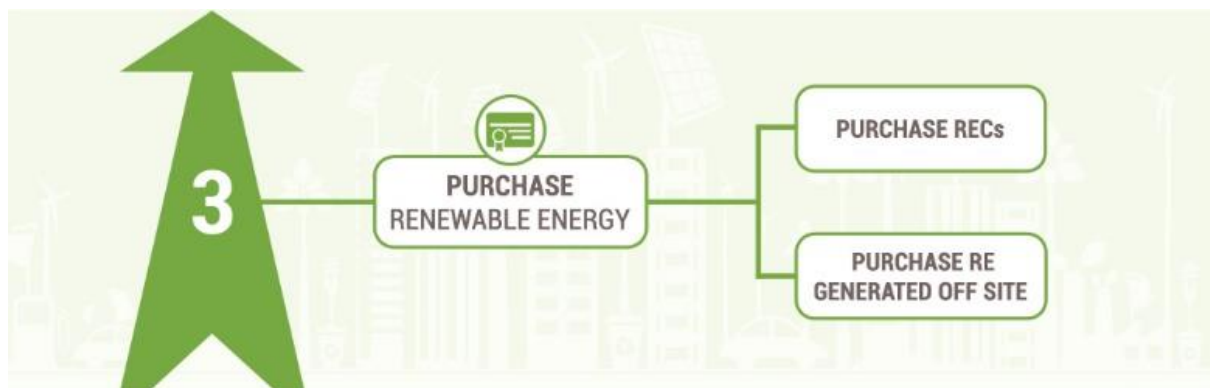 3
PURCHASE
RENEWABLE ENERGY
PURCHASE RECs
PURCHASE RE
GENERATED OFF SITE